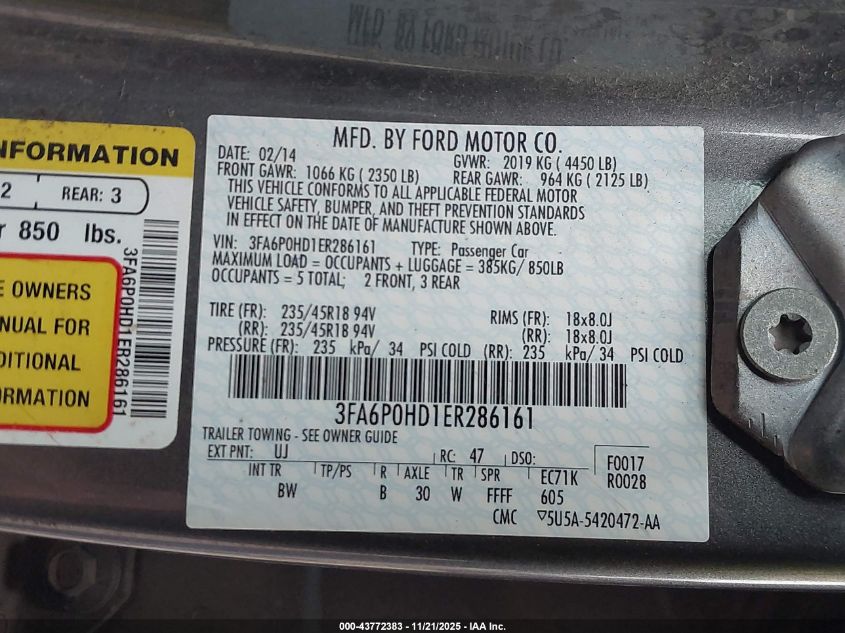 MFD. BY FORD MOTOR CO.
DATE: 02/14 GVWR: 2019 KG ( 4450 LB)
FRONT GAWR: 1066 KG ( 2350 LB) REAR GAWR: 964 KG ( 2125 LB)
THIS VEHICLE CONFORMS TO ALL APPLICABLE FEDERAL MOTOR
VEHICLE SAFETY, BUMPER, AND THEFT PREVENTION STANDARDS
IN EFFECT ON THE DATE OF MANUFACTURE SHOWN ABOVE.
VIN: 3FA6P0HD1ER286161 TYPE: Passenger Car
MAXIMUM LOAD = OCCUPANTS + LUGGAGE = 385KG/ 850LB
OCCUPANTS = 5 TOTAL; 2 FRONT, 3 REAR
TIRE (FR): 235/45R18 94V RIMS (FR): 18x8.0J
(RR): 235/45R18 94V (RR): 18x8.0J
PRESSURE (FR): 235 kPa/ 34 PSI COLD (RR): 235 kPa/ 34 PSI COLD
3FA6P0HD1ER286161
TRAILER TOWING - SEE OWNER GUIDE
EXT PNT: UJ RC: 47 DSO: F0017
R0028
INT TR TP/PS R AXLE TR SPR EC71K
BW B 30 W FFFF 605
CMC ▽5U5A-5420472-AA
NFORMATION
2 REAR: 3
r 850 lbs.
E OWNERS
NUAL FOR
DITIONAL
ORMATION
3FA6P0HD1ER286161
MFD. BY FORD MOTOR CO.
000-43772383 - 11/21/2025 - IAA Inc.